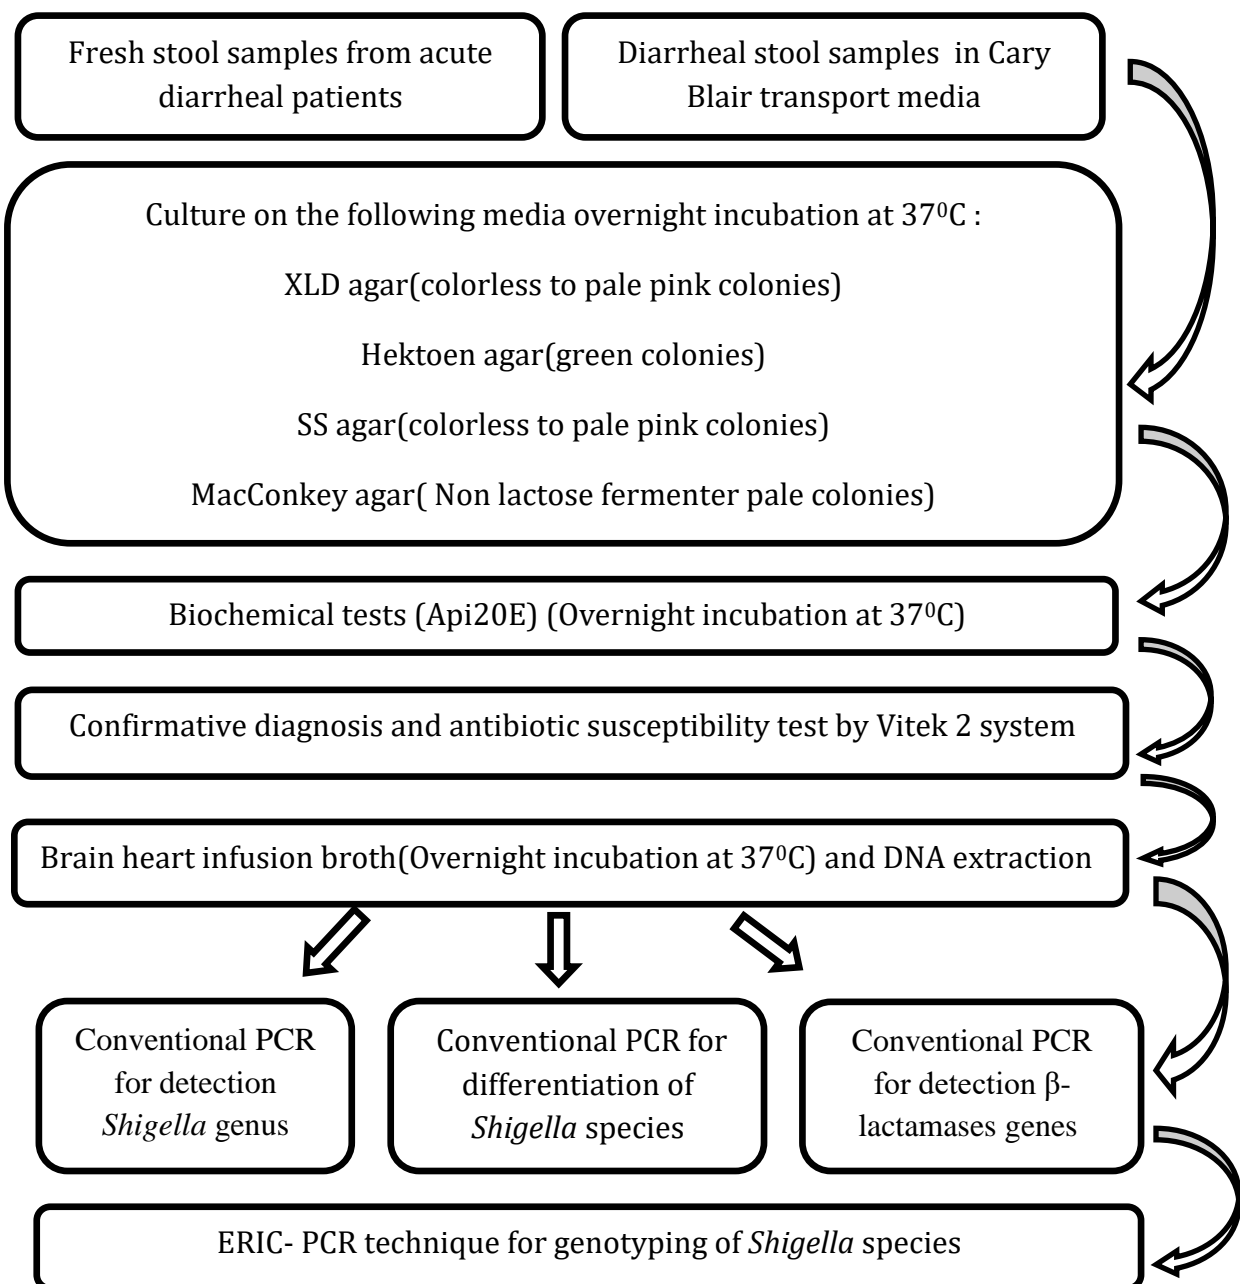 Fresh stool samples from acute
diarrheal patients
Diarrheal stool samples in Cary
Blair transport media
Culture on the following media overnight incubation at 37⁰C :
XLD agar(colorless to pale pink colonies)
Hektoen agar(green colonies)
SS agar(colorless to pale pink colonies)
MacConkey agar( Non lactose fermenter pale colonies)
Biochemical tests (Api20E) (Overnight incubation at 37⁰C)
Confirmative diagnosis and antibiotic susceptibility test by Vitek 2 system
Brain heart infusion broth(Overnight incubation at 37⁰C) and DNA extraction
Conventional PCR
for detection
Shigella genus
Conventional PCR for
differentiation of
Shigella species
Conventional PCR
for detection β-
lactamases genes
ERIC- PCR technique for genotyping of Shigella species